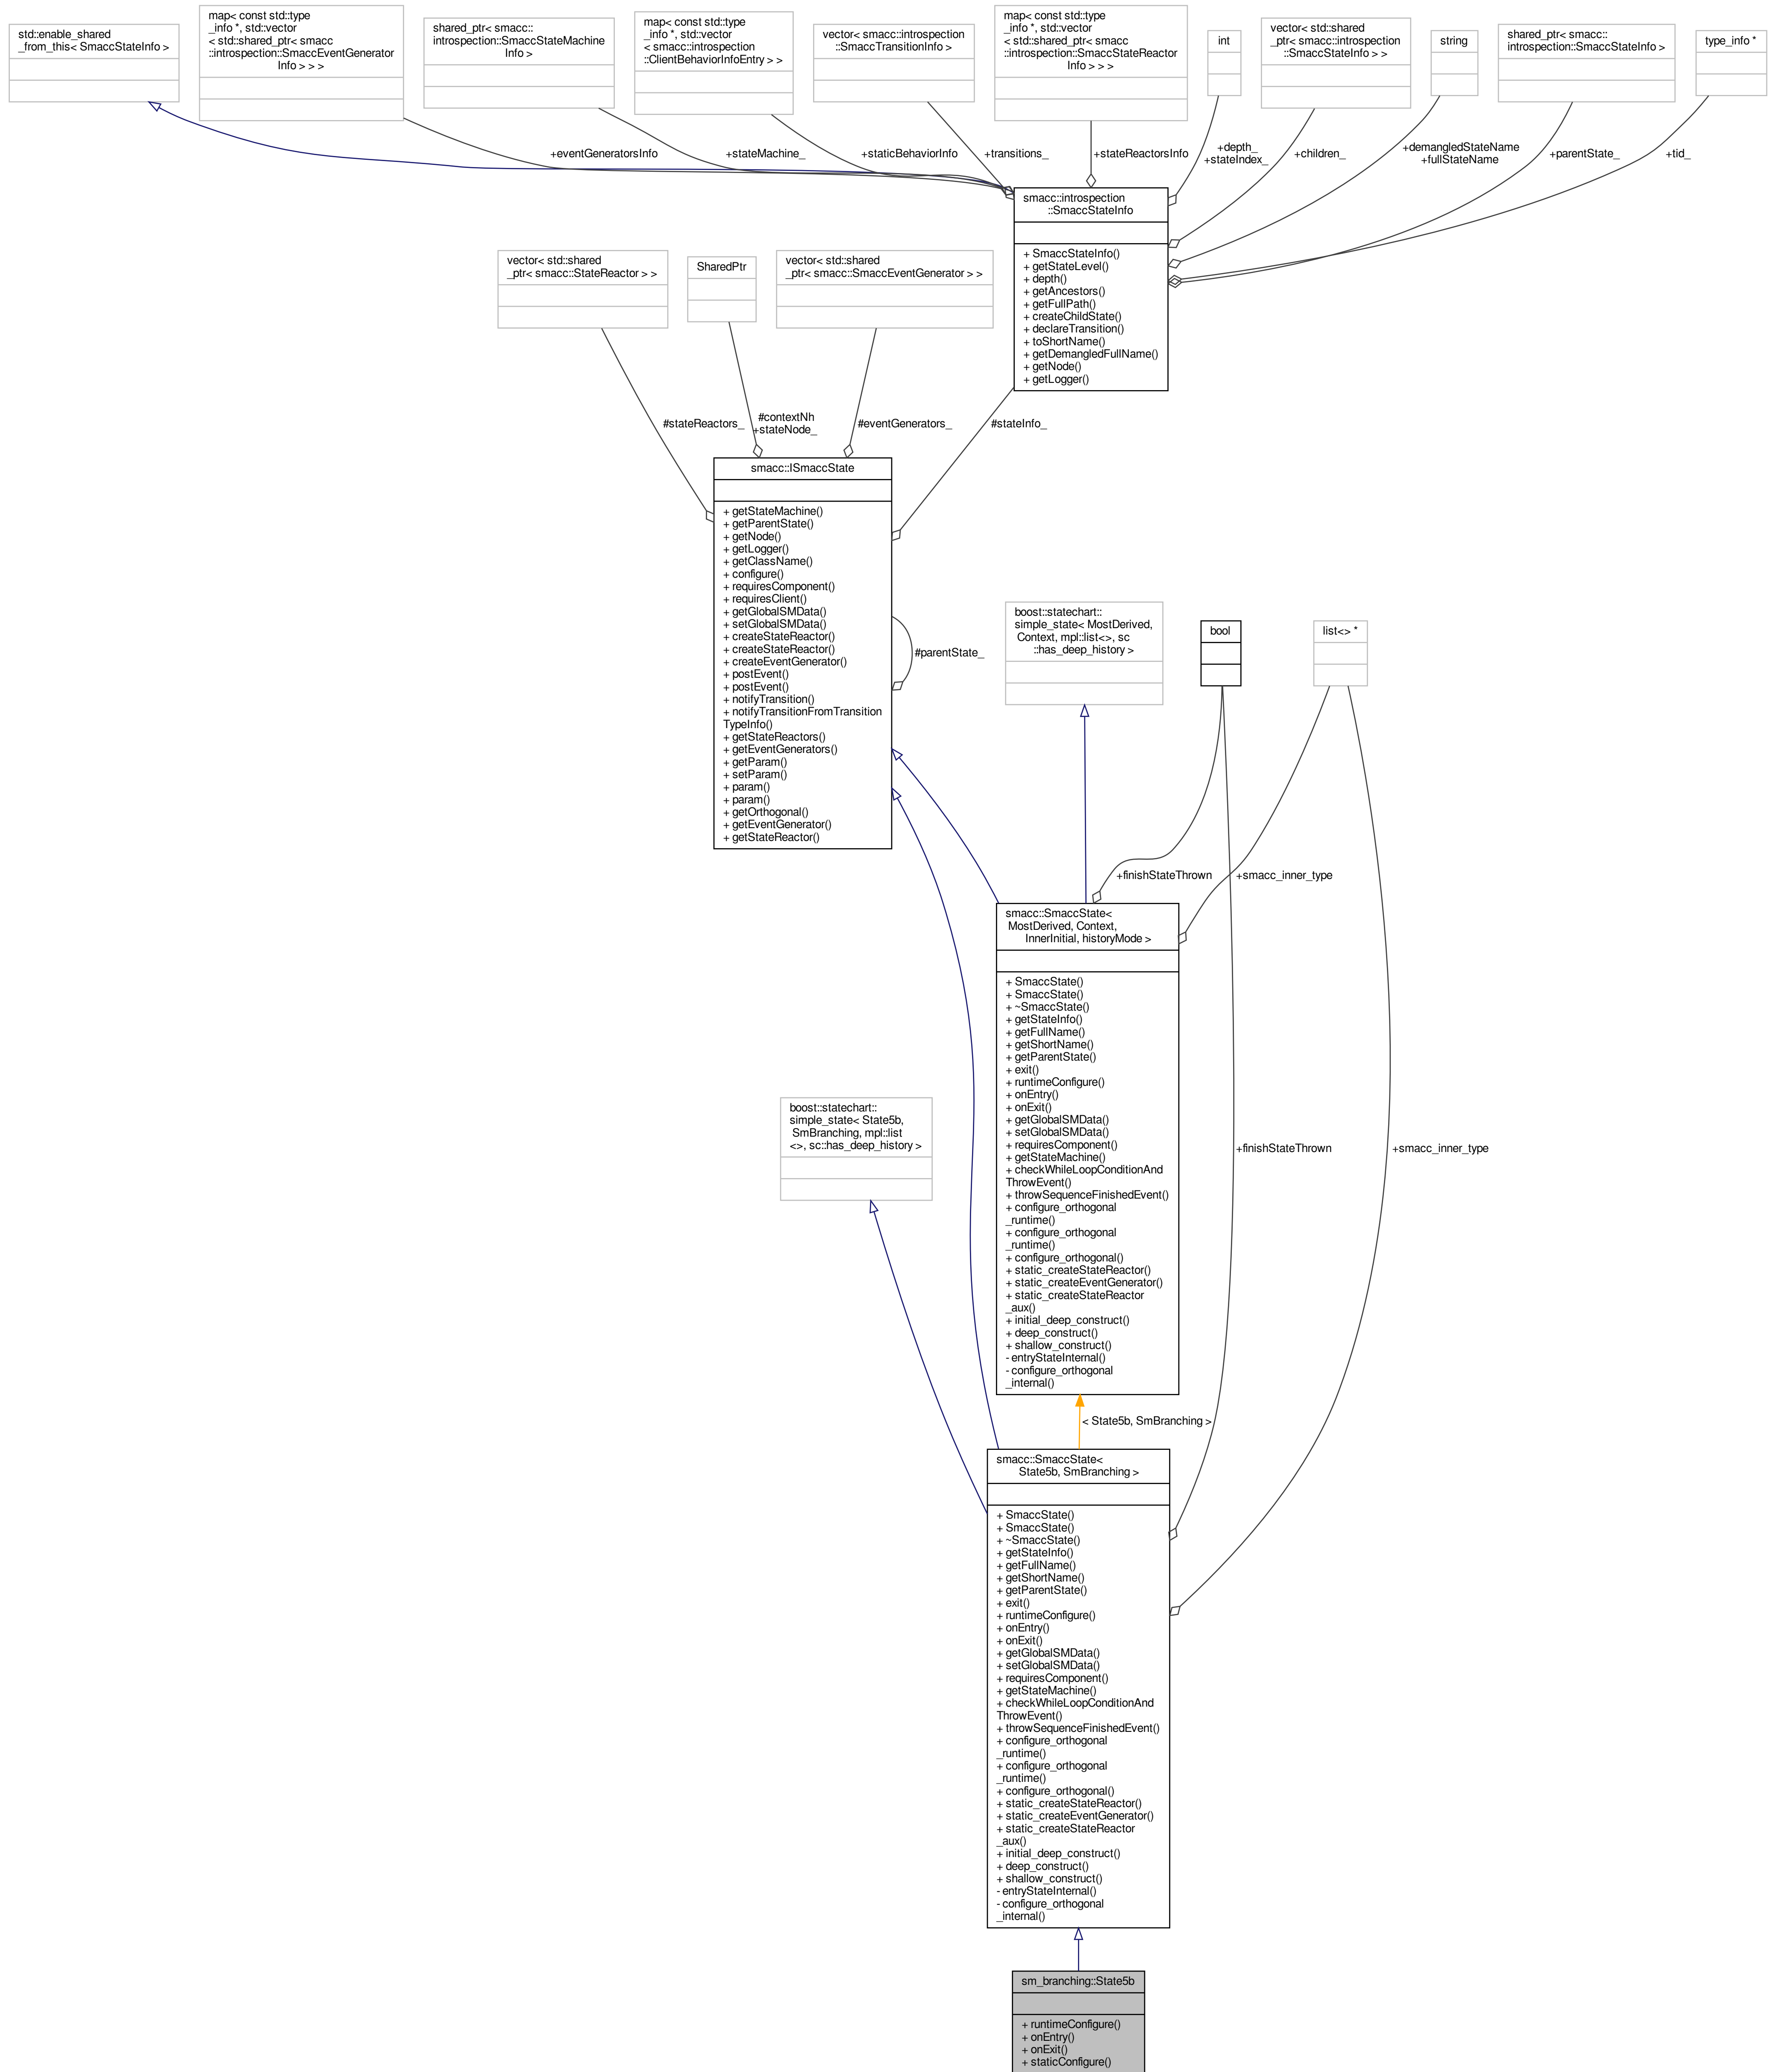 std::enable_shared
_from_this< SmaccStateInfo >
map< const std::type
_info *, std::vector
< std::shared_ptr< smacc
::introspection::SmaccEventGenerator
Info > > >
shared_ptr< smacc::
introspection::SmaccStateMachine
Info >
map< const std::type
_info *, std::vector
< smacc::introspection
::ClientBehaviorInfoEntry > >
vector< smacc::introspection
::SmaccTransitionInfo >
map< const std::type
_info *, std::vector
< std::shared_ptr< smacc
::introspection::SmaccStateReactor
Info > > >
int
vector< std::shared
_ptr< smacc::introspection
::SmaccStateInfo > >
string
shared_ptr< smacc::
introspection::SmaccStateInfo >
type_info *
+eventGeneratorsInfo
+stateMachine_
+staticBehaviorInfo
+transitions_
+stateReactorsInfo
+depth_
+stateIndex_
+children_
+demangledStateName
+fullStateName
+parentState_
+tid_
smacc::introspection
::SmaccStateInfo
+ SmaccStateInfo()
+ getStateLevel()
+ depth()
+ getAncestors()
+ getFullPath()
+ createChildState()
+ declareTransition()
+ toShortName()
+ getDemangledFullName()
+ getNode()
+ getLogger()
vector< std::shared
_ptr< smacc::StateReactor > >
SharedPtr
vector< std::shared
_ptr< smacc::SmaccEventGenerator > >
#stateReactors_
#contextNh
+stateNode_
#eventGenerators_
#stateInfo_
smacc::ISmaccState
+ getStateMachine()
+ getParentState()
+ getNode()
+ getLogger()
+ getClassName()
+ configure()
+ requiresComponent()
+ requiresClient()
+ getGlobalSMData()
+ setGlobalSMData()
+ createStateReactor()
+ createStateReactor()
+ createEventGenerator()
+ postEvent()
+ postEvent()
+ notifyTransition()
+ notifyTransitionFromTransition
TypeInfo()
+ getStateReactors()
+ getEventGenerators()
+ getParam()
+ setParam()
+ param()
+ param()
+ getOrthogonal()
+ getEventGenerator()
+ getStateReactor()
#parentState_
boost::statechart::
simple_state< MostDerived,
Context, mpl::list<>, sc
::has_deep_history >
bool
list<> *
+finishStateThrown
+smacc_inner_type
smacc::SmaccState<
MostDerived, Context,
InnerInitial, historyMode >
+ SmaccState()
+ SmaccState()
+ ~SmaccState()
+ getStateInfo()
+ getFullName()
+ getShortName()
+ getParentState()
+ exit()
+ runtimeConfigure()
+ onEntry()
+ onExit()
+ getGlobalSMData()
+ setGlobalSMData()
+ requiresComponent()
+ getStateMachine()
+ checkWhileLoopConditionAnd
ThrowEvent()
+ throwSequenceFinishedEvent()
+ configure_orthogonal
_runtime()
+ configure_orthogonal
_runtime()
+ configure_orthogonal()
+ static_createStateReactor()
+ static_createEventGenerator()
+ static_createStateReactor
_aux()
+ initial_deep_construct()
+ deep_construct()
+ shallow_construct()
- entryStateInternal()
- configure_orthogonal
_internal()
boost::statechart::
simple_state< State5b,
SmBranching, mpl::list
<>, sc::has_deep_history >
+finishStateThrown
+smacc_inner_type
< State5b, SmBranching >
smacc::SmaccState<
State5b, SmBranching >
+ SmaccState()
+ SmaccState()
+ ~SmaccState()
+ getStateInfo()
+ getFullName()
+ getShortName()
+ getParentState()
+ exit()
+ runtimeConfigure()
+ onEntry()
+ onExit()
+ getGlobalSMData()
+ setGlobalSMData()
+ requiresComponent()
+ getStateMachine()
+ checkWhileLoopConditionAnd
ThrowEvent()
+ throwSequenceFinishedEvent()
+ configure_orthogonal
_runtime()
+ configure_orthogonal
_runtime()
+ configure_orthogonal()
+ static_createStateReactor()
+ static_createEventGenerator()
+ static_createStateReactor
_aux()
+ initial_deep_construct()
+ deep_construct()
+ shallow_construct()
- entryStateInternal()
- configure_orthogonal
_internal()
sm_branching::State5b
+ runtimeConfigure()
+ onEntry()
+ onExit()
+ staticConfigure()